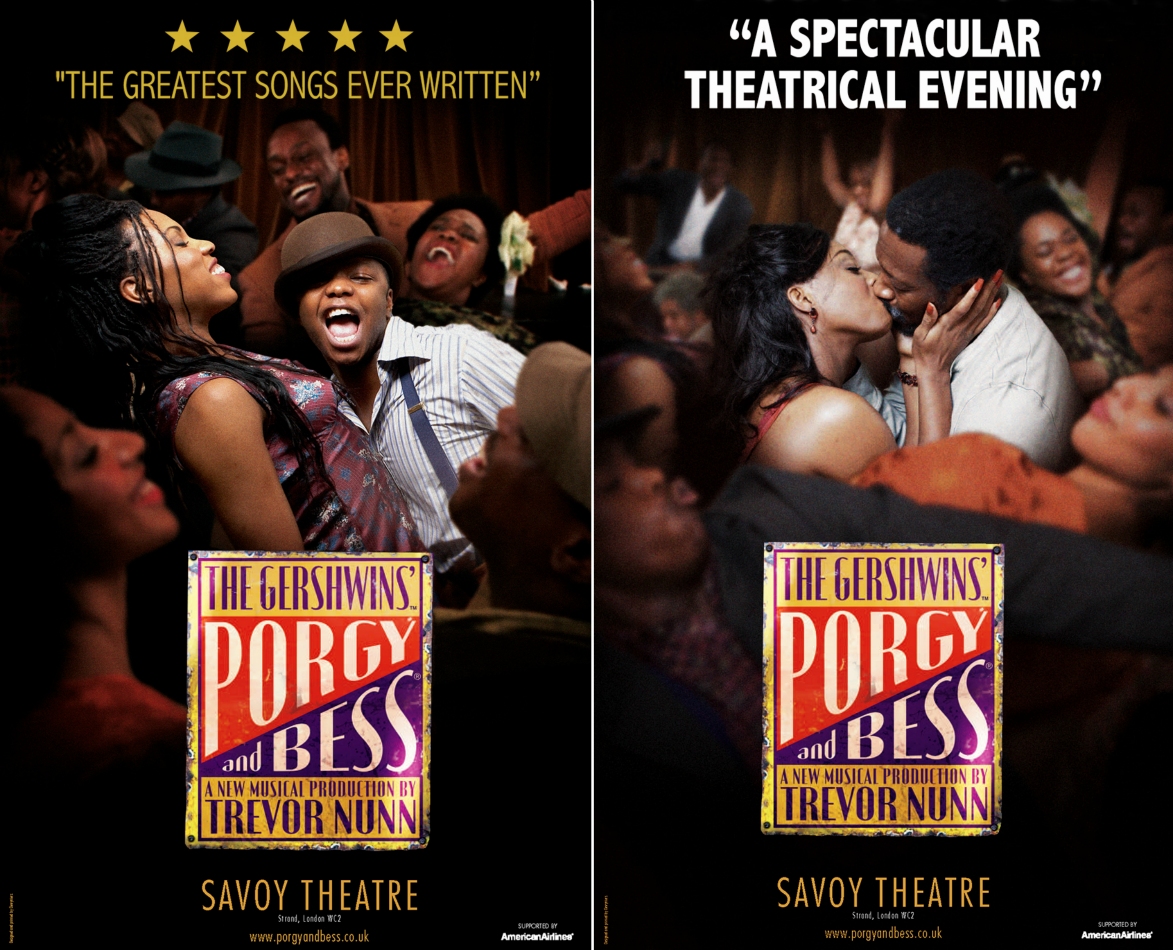 "THE GREATEST SONGS EVER WRITTEN”
THE GERSHWINS’™
PORGY
and BESS®
A NEW MUSICAL PRODUCTION BY
TREVOR NUNN
SAVOY THEATRE
Strand, London WC2
www.porgyandbess.co.uk
SUPPORTED BY
AmericanAirlines®
“A SPECTACULAR
THEATRICAL EVENING”
THE GERSHWINS’™
PORGY
and BESS®
A NEW MUSICAL PRODUCTION BY
TREVOR NUNN
SAVOY THEATRE
Strand, London WC2
www.porgyandbess.co.uk
SUPPORTED BY
AmericanAirlines®